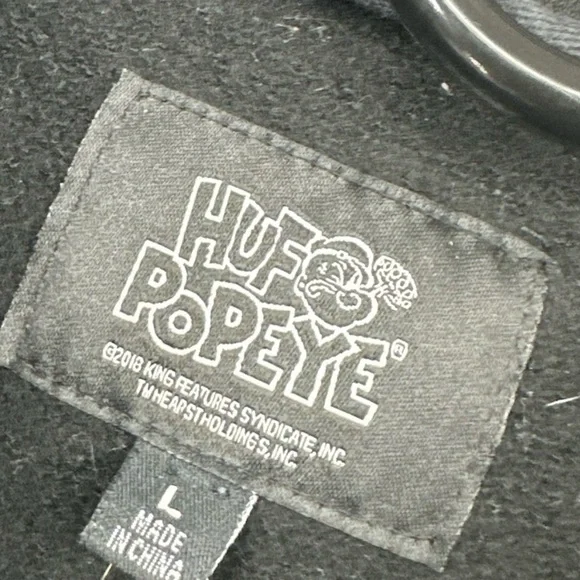 HUF
POPEYE®
©2018 KING FEATURES SYNDICATE, INC.
TM HEARST HOLDINGS, INC.
L
MADE
IN CHINA